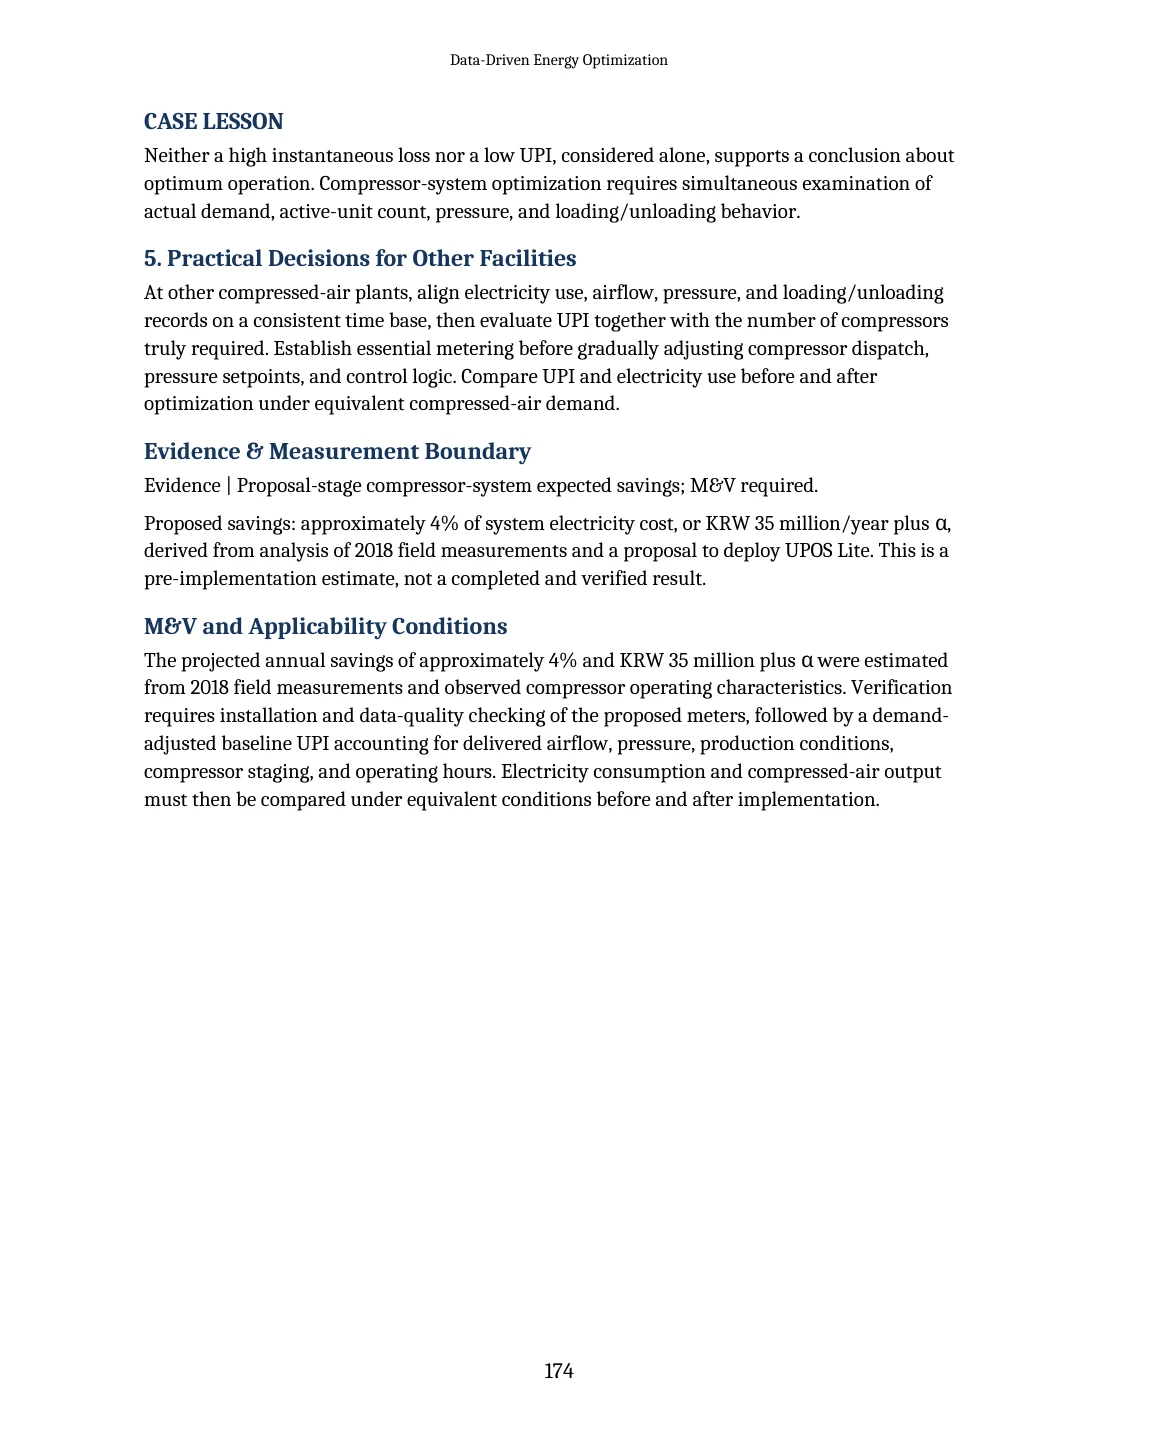 Data-Driven Energy Optimization
CASE LESSON
Neither a high instantaneous loss nor a low UPI, considered alone, supports a conclusion about
optimum operation. Compressor-system optimization requires simultaneous examination of
actual demand, active-unit count, pressure, and loading/unloading behavior.
5. Practical Decisions for Other Facilities
At other compressed-air plants, align electricity use, airflow, pressure, and loading/unloading
records on a consistent time base, then evaluate UPI together with the number of compressors
truly required. Establish essential metering before gradually adjusting compressor dispatch,
pressure setpoints, and control logic. Compare UPI and electricity use before and after
optimization under equivalent compressed-air demand.
Evidence & Measurement Boundary
Evidence | Proposal-stage compressor-system expected savings; M&V required.
Proposed savings: approximately 4% of system electricity cost, or KRW 35 million/year plus α,
derived from analysis of 2018 field measurements and a proposal to deploy UPOS Lite. This is a
pre-implementation estimate, not a completed and verified result.
M&V and Applicability Conditions
The projected annual savings of approximately 4% and KRW 35 million plus α were estimated
from 2018 field measurements and observed compressor operating characteristics. Verification
requires installation and data-quality checking of the proposed meters, followed by a demand-
adjusted baseline UPI accounting for delivered airflow, pressure, production conditions,
compressor staging, and operating hours. Electricity consumption and compressed-air output
must then be compared under equivalent conditions before and after implementation.
174